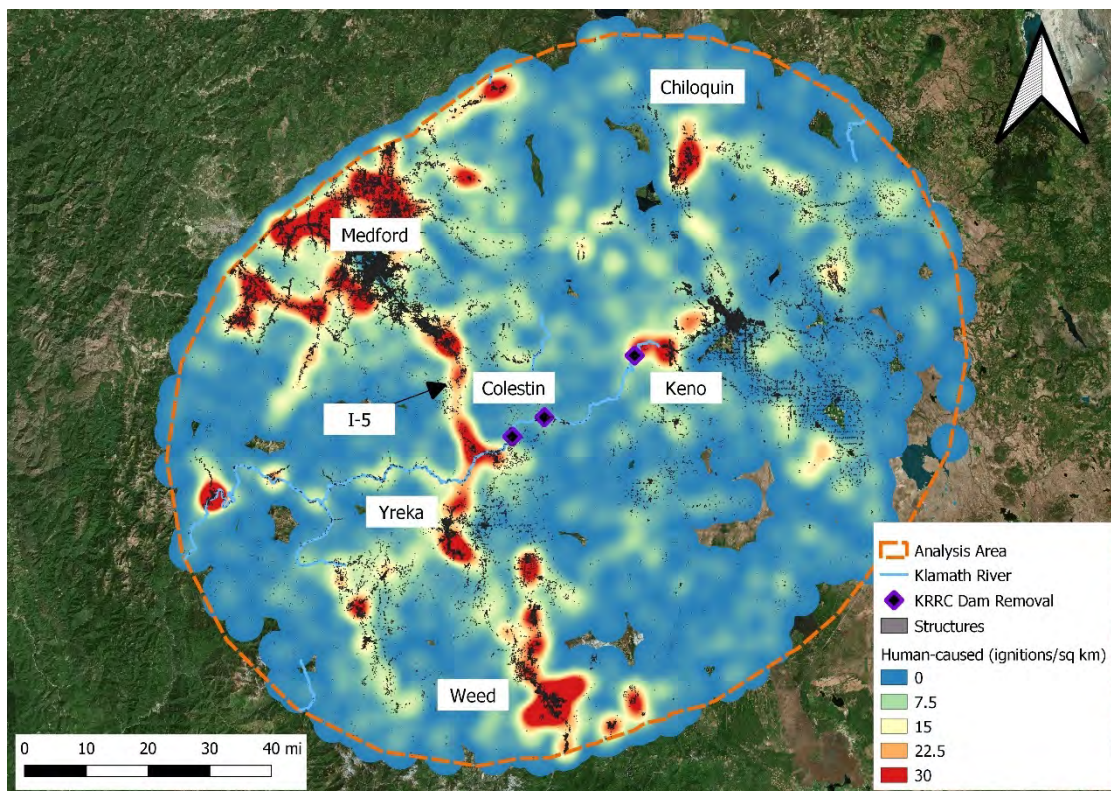 Chiloquin
Medford
Colestin
Keno
I-5
Yreka
Weed
0 10 20 30 40 mi
Analysis Area
Klamath River
KRRC Dam Removal
Structures
Human-caused (ignitions/sq km)
0
7.5
15
22.5
30